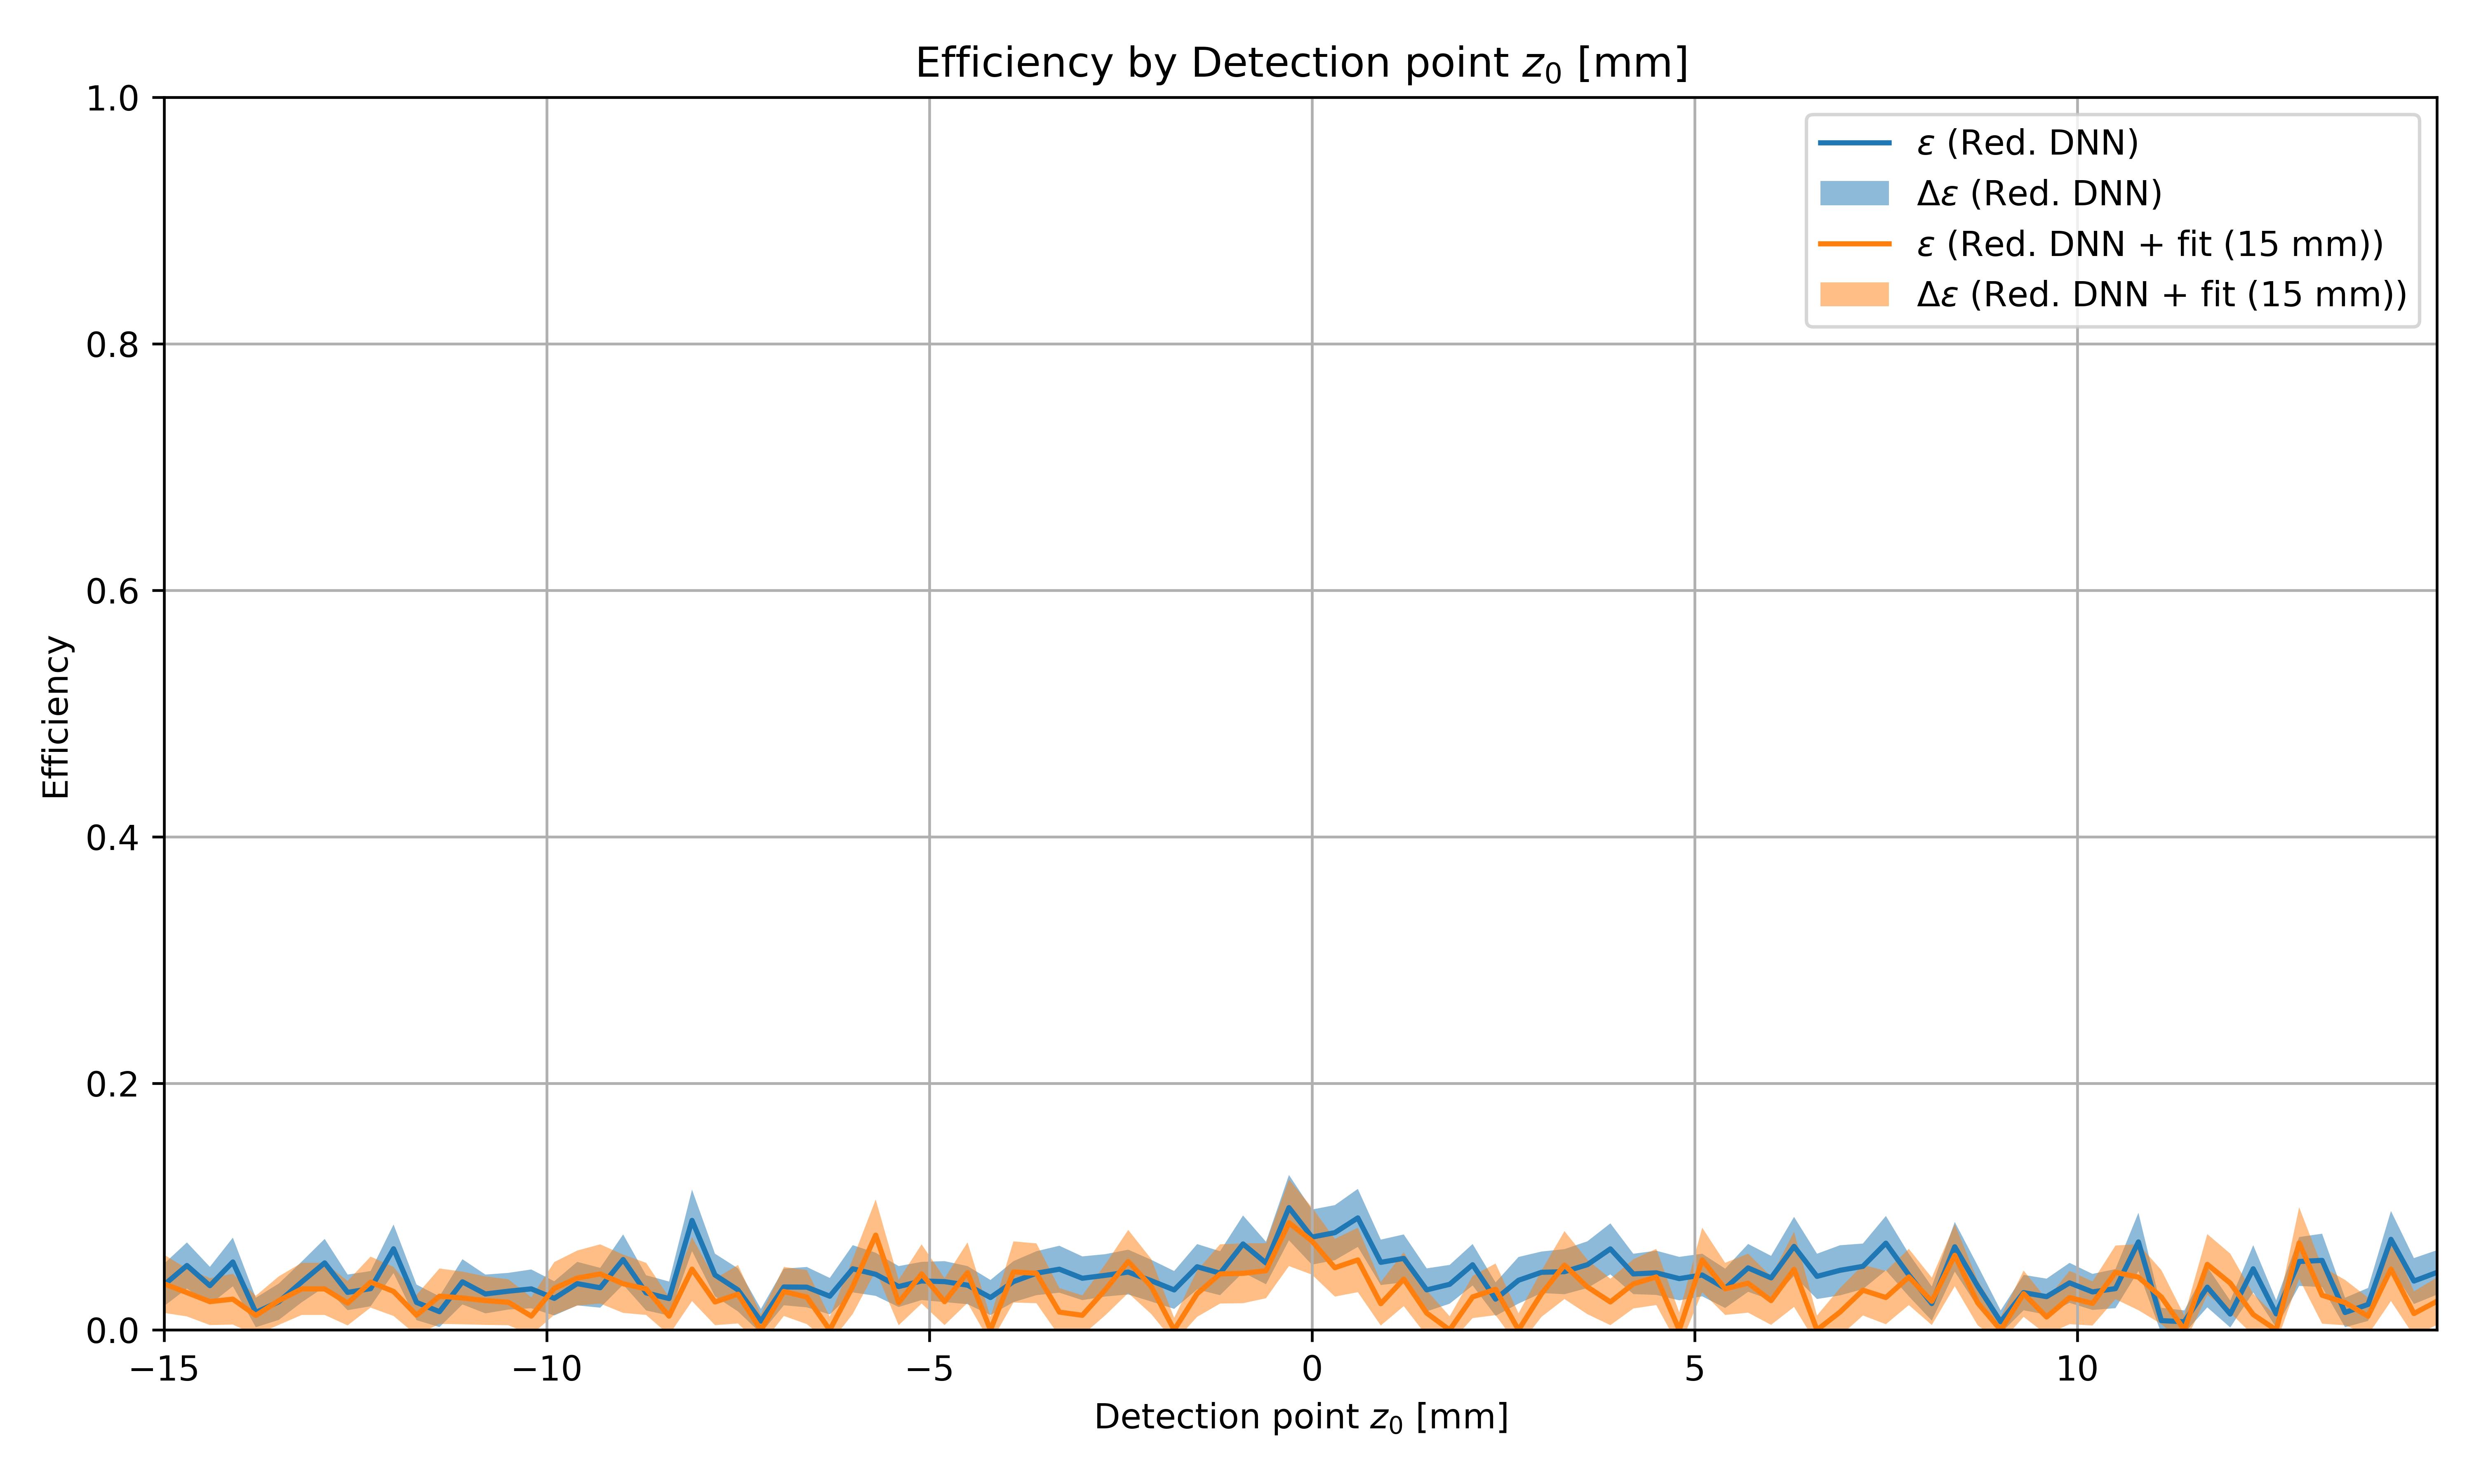 Efficiency by Detection point z₀ [mm]
1.0
0.8
0.6
0.4
0.2
0.0
Efficiency
ε (Red. DNN)
Δε (Red. DNN)
ε (Red. DNN + fit (15 mm))
Δε (Red. DNN + fit (15 mm))
−15 −10 −5 0 5 10
Detection point z₀ [mm]